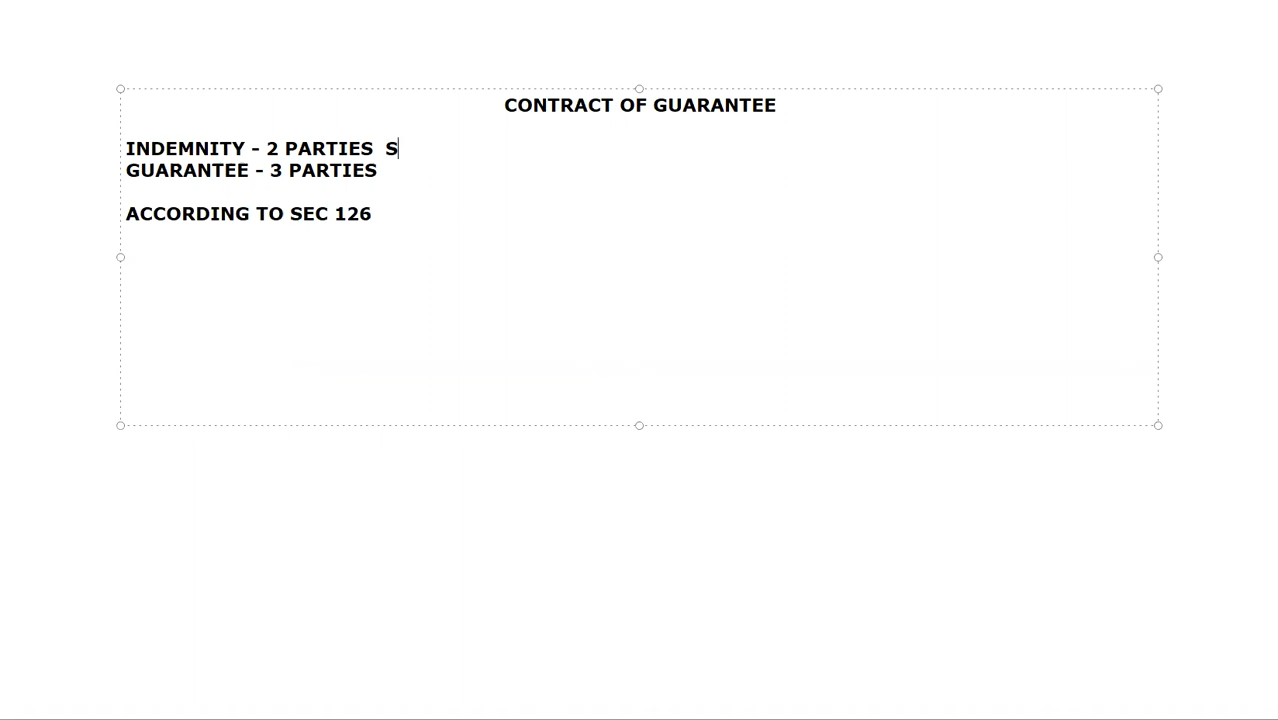 CONTRACT OF GUARANTEE
INDEMNITY - 2 PARTIES  S
GUARANTEE - 3 PARTIES
ACCORDING TO SEC 126